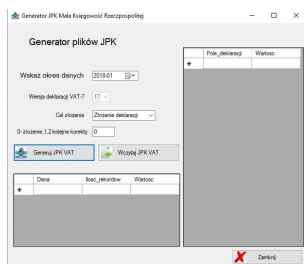 Generator JPK Mała Księgowość Rzeczpospolitej
Generator plików JPK
Wskaż okres danych 2018-01
Wersja deklaracji VAT-7 17
Cel złożenia Złożenie deklaracji
0- złożenie,1,2 kolejne korekty 0
Generuj JPK VAT
Wczytaj JPK VAT
Dana Ilosc_rekordow Wartosc
Pole_deklaracji Wartosc
Zamknij